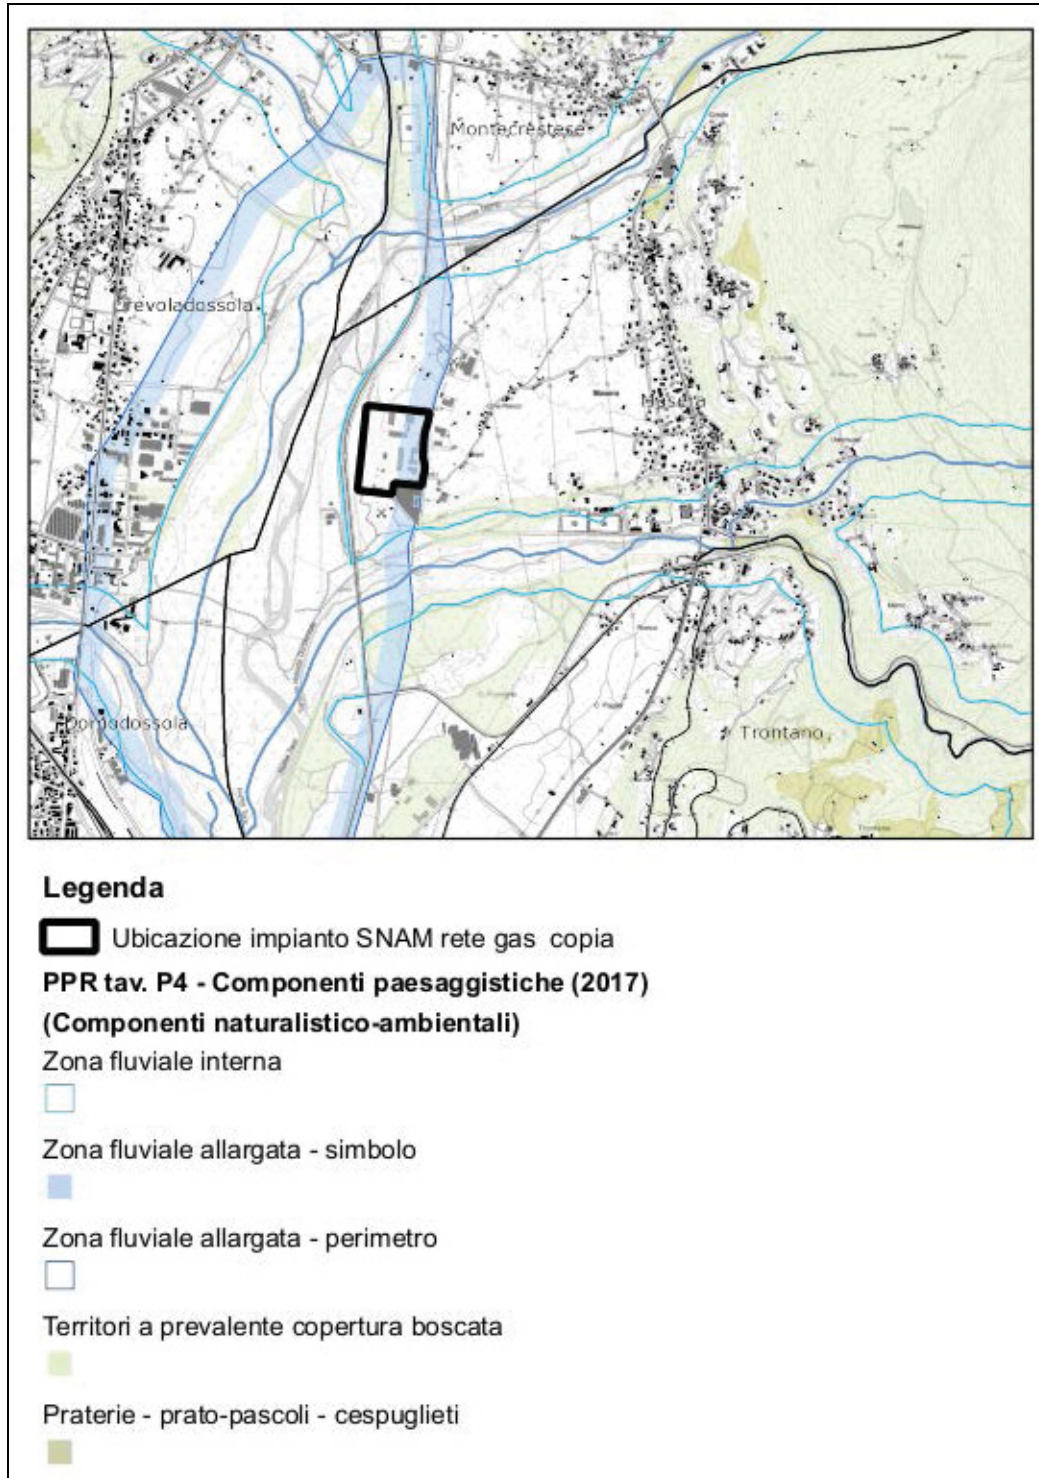 Montecrestese
revoladossola
Masera
Domodossola
Trontano
Legenda
Ubicazione impianto SNAM rete gas copia
PPR tav. P4 - Componenti paesaggistiche (2017)
(Componenti naturalistico-ambientali)
Zona fluviale interna
Zona fluviale allargata - simbolo
Zona fluviale allargata - perimetro
Territori a prevalente copertura boscata
Praterie - prato-pascoli - cespuglieti